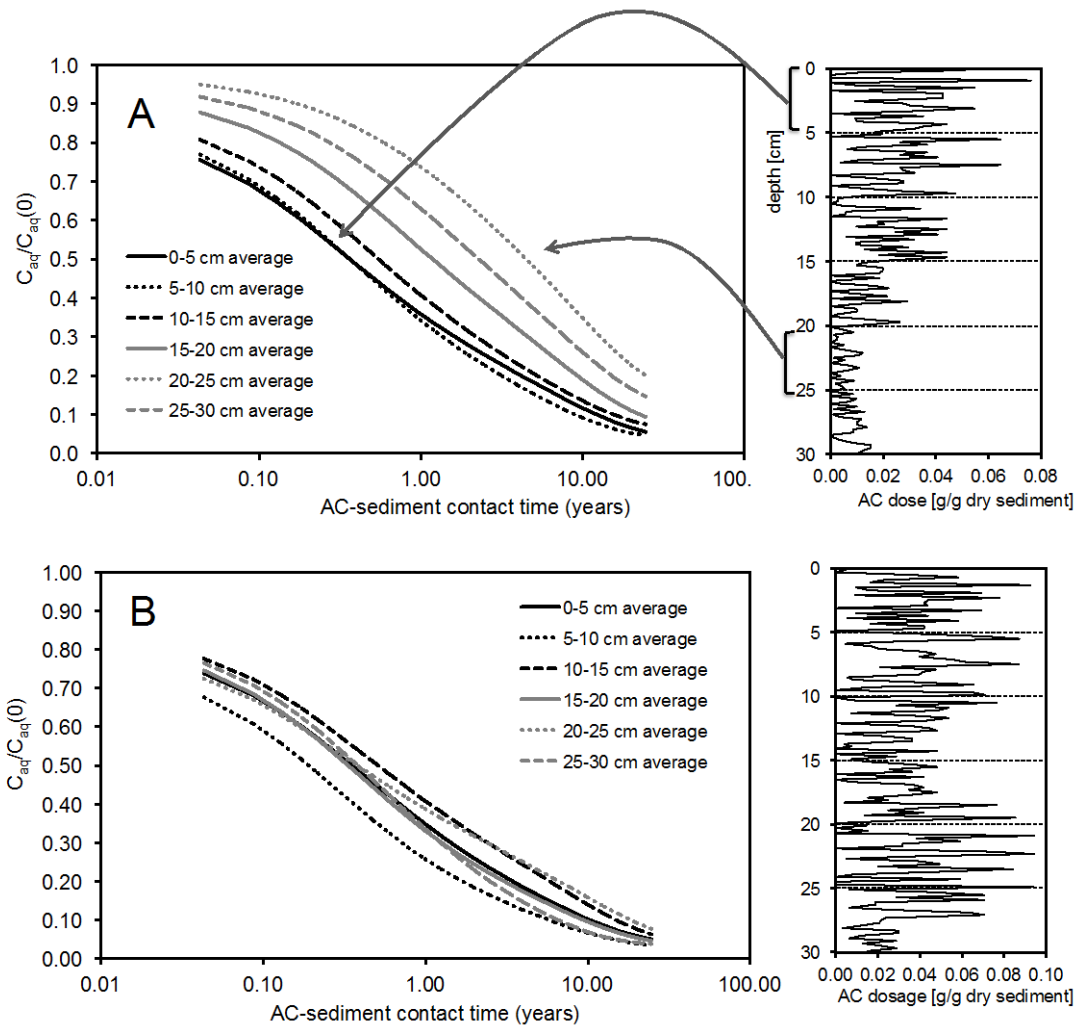 A
C_aq/C_aq(0)
1.0
0.9
0.8
0.7
0.6
0.5
0.4
0.3
0.2
0.1
0.0
0-5 cm average
5-10 cm average
10-15 cm average
15-20 cm average
20-25 cm average
25-30 cm average
0.01 0.10 1.00 10.00 100.
AC-sediment contact time (years)
depth [cm]
0
5
10
15
20
25
30
0.00 0.02 0.04 0.06 0.08
AC dose [g/g dry sediment]
B
C_aq/C_aq(0)
1.00
0.90
0.80
0.70
0.60
0.50
0.40
0.30
0.20
0.10
0.00
0-5 cm average
5-10 cm average
10-15 cm average
15-20 cm average
20-25 cm average
25-30 cm average
0.01 0.10 1.00 10.00 100.00
AC-sediment contact time (years)
0
5
10
15
20
25
30
0.00 0.02 0.04 0.06 0.08 0.10
AC dosage [g/g dry sediment]